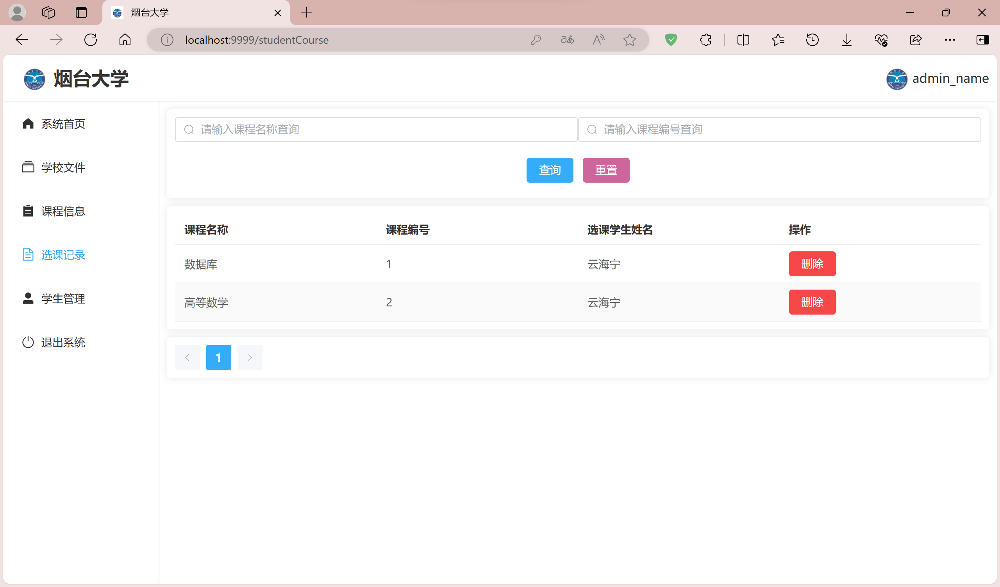 烟台大学
localhost:9999/studentCourse
烟台大学
admin_name
系统首页
学校文件
课程信息
选课记录
学生管理
退出系统
请输入课程名称查询 请输入课程编号查询
查询 重置
课程名称 课程编号 选课学生姓名 操作
数据库 1 云海宁 删除
高等数学 2 云海宁 删除
1